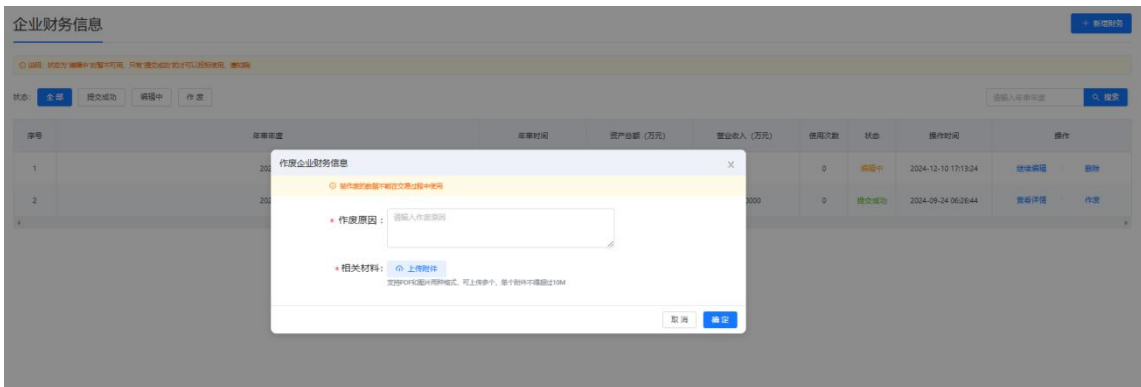 企业财务信息
+ 新增财务
说明：状态为"编辑中"的暂不可用，只有"提交成功"的才可以投标使用，请知晓
状态： 全部 提交成功 编辑中 作废 请输入年审年度 搜索
序号 年审年度 年审时间 资产总额（万元） 营业收入（万元） 使用次数 状态 操作时间 操作
1 202 0 编辑中 2024-12-10 17:13:24 继续编辑 删除
2 202 0000 0 提交成功 2024-09-24 06:26:44 查看详情 作废
作废企业财务信息 X
被作废的数据不能在交易过程中使用
* 作废原因： 请输入作废原因
* 相关材料： 上传附件
支持PDF和图片两种格式，可上传多个，单个附件不得超过10M
取消 确定